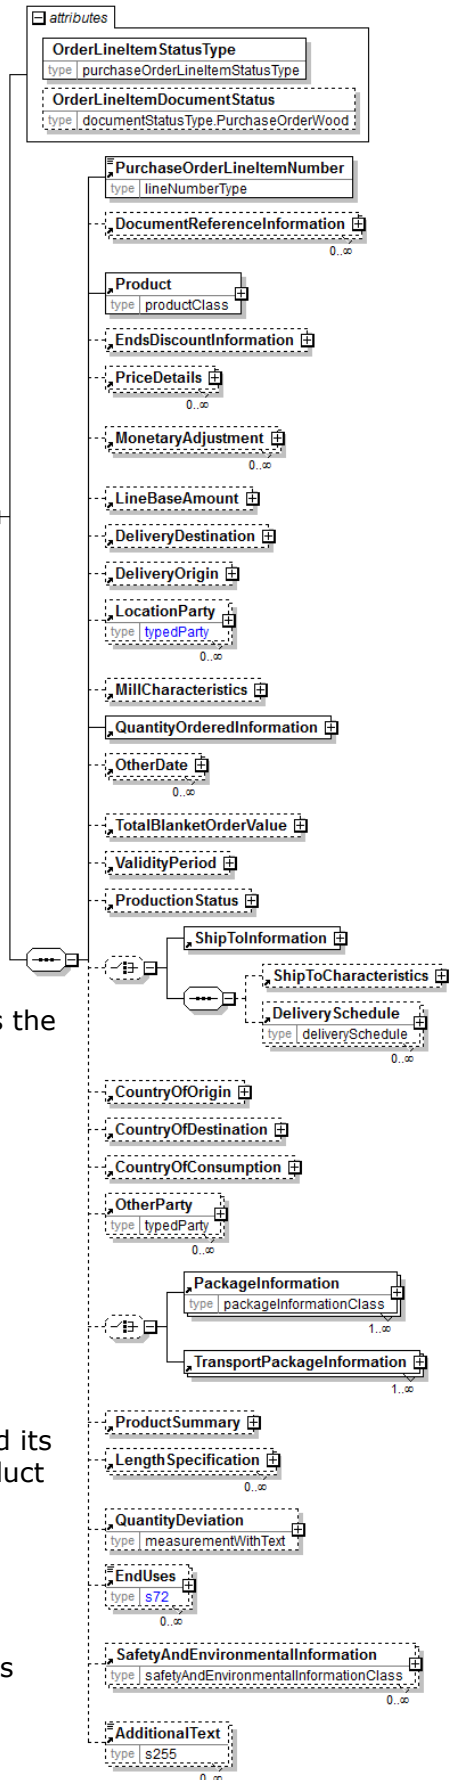 attributes
OrderLineItemStatusType
type purchaseOrderLineItemStatusType
OrderLineItemDocumentStatus
type documentStatusType.PurchaseOrderWood
PurchaseOrderLineItemNumber
type lineNumberType
DocumentReferenceInformation
0..∞
Product
type productClass
EndsDiscountInformation
PriceDetails
0..∞
MonetaryAdjustment
0..∞
LineBaseAmount
DeliveryDestination
DeliveryOrigin
LocationParty
type typedParty
0..∞
MillCharacteristics
QuantityOrderedInformation
OtherDate
0..∞
TotalBlanketOrderValue
ValidityPeriod
ProductionStatus
ShipToInformation
ShipToCharacteristics
s the
DeliverySchedule
type deliverySchedule
0..∞
CountryOfOrigin
CountryOfDestination
CountryOfConsumption
OtherParty
type typedParty
0..∞
PackageInformation
type packageInformationClass
1..∞
TransportPackageInformation
1..∞
ProductSummary
d its
LengthSpecification
duct
0..∞
QuantityDeviation
type measurementWithText
EndUses
type s72
0..∞
SafetyAndEnvironmentalInformation
s
type safetyAndEnvironmentalInformationClass
0..∞
AdditionalText
type s255
0..∞